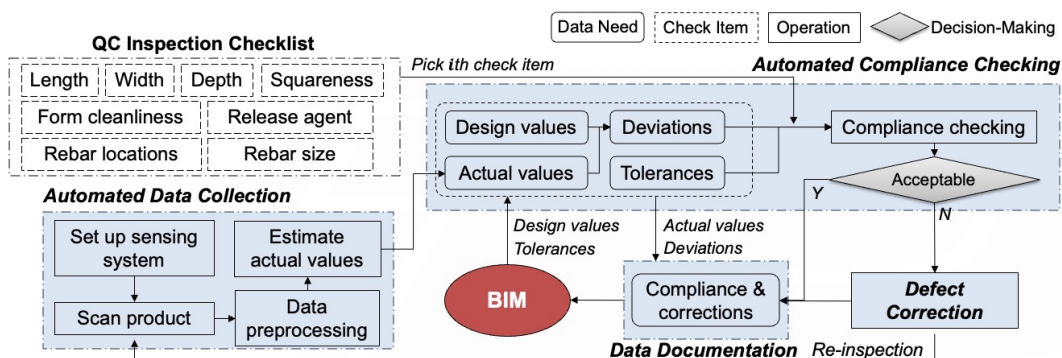 Data Need
Check Item
Operation
Decision-Making
QC Inspection Checklist
Length
Width
Depth
Squareness
Form cleanliness
Release agent
Rebar locations
Rebar size
Pick ith check item
Automated Compliance Checking
Design values
Deviations
Actual values
Tolerances
Compliance checking
Acceptable
Y
N
Automated Data Collection
Set up sensing
system
Estimate
actual values
Scan product
Data
preprocessing
Design values
Tolerances
Actual values
Deviations
BIM
Compliance &
corrections
Data Documentation
Defect
Correction
Re-inspection